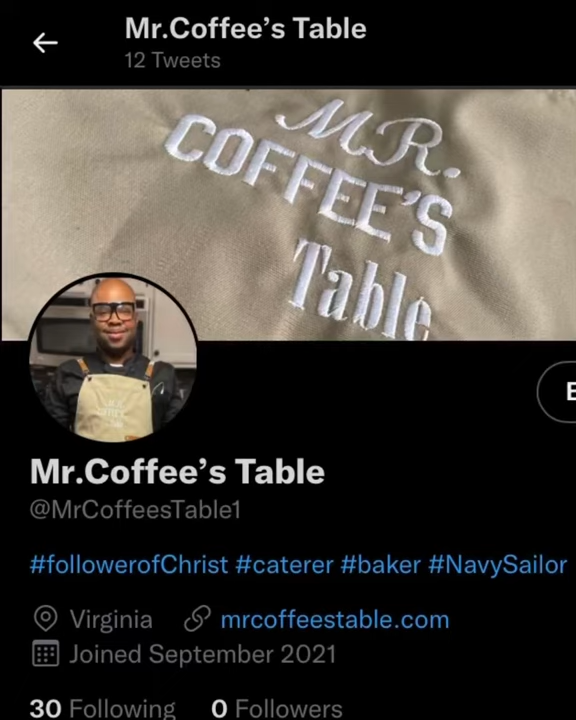 Mr.Coffee’s Table
12 Tweets
MR.
COFFEE’S
Table
Mr.Coffee’s Table
@MrCoffeesTable1
#followerofChrist #caterer #baker #NavySailor
Virginia mrcoffeestable.com
Joined September 2021
30 Following 0 Followers